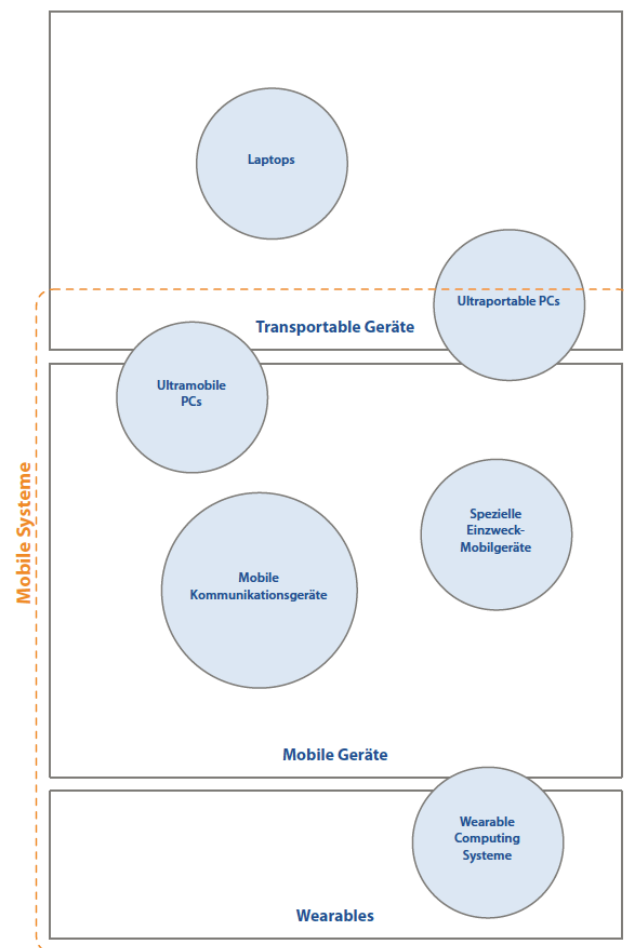 Laptops
Ultraportable PCs
Transportable Geräte
Ultramobile
PCs
Mobile Systeme
Spezielle
Einzweck-
Mobilgeräte
Mobile
Kommunikationsgeräte
Mobile Geräte
Wearable
Computing
Systeme
Wearables